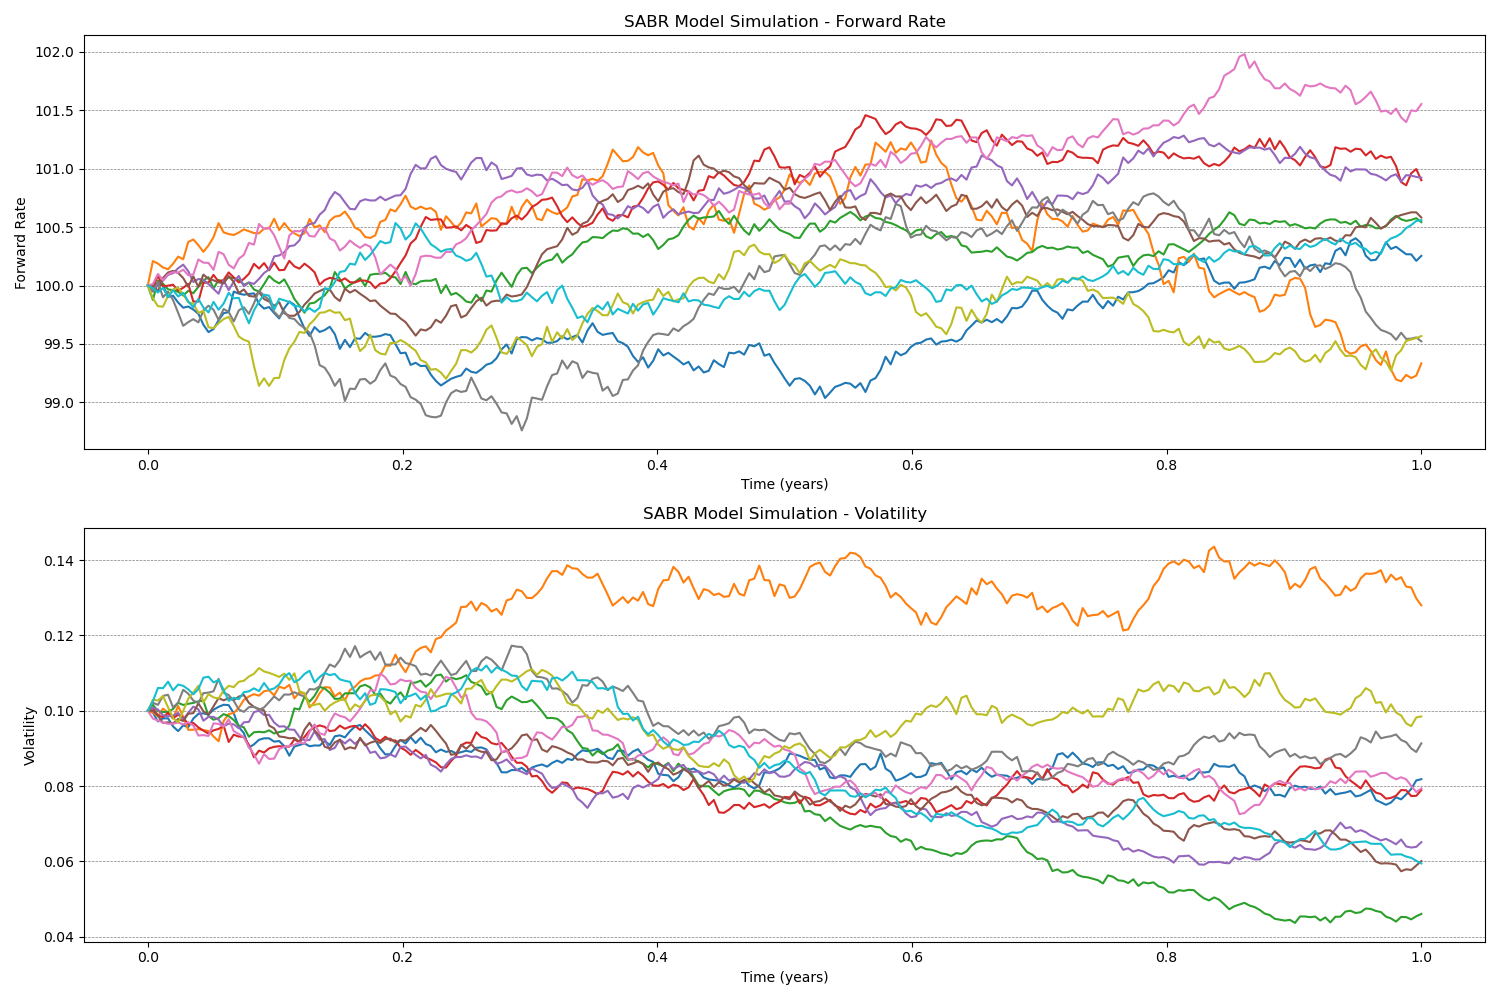 SABR Model Simulation - Forward Rate
102.0
101.5
101.0
100.5
100.0
99.5
99.0
Forward Rate
0.0 0.2 0.4 0.6 0.8 1.0
Time (years)
SABR Model Simulation - Volatility
0.14
0.12
0.10
0.08
0.06
0.04
Volatility
0.0 0.2 0.4 0.6 0.8 1.0
Time (years)